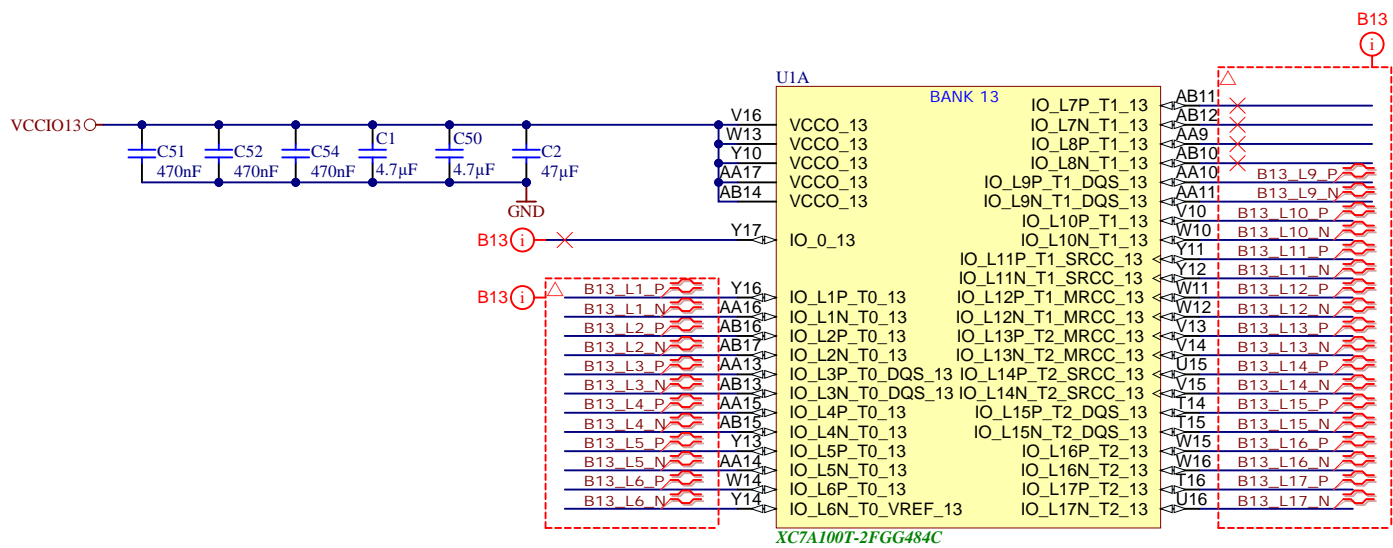 B13
i
U1A
BANK 13
VCCIO13
C51
470nF
C52
470nF
C54
470nF
C1
4.7µF
C50
4.7µF
C2
47µF
GND
V16 VCCO_13
W13 VCCO_13
Y10 VCCO_13
AA17 VCCO_13
AB14 VCCO_13
B13 i Y17 IO_0_13
B13 i
B13_L1_P Y16 IO_L1P_T0_13
B13_L1_N AA16 IO_L1N_T0_13
B13_L2_P AB16 IO_L2P_T0_13
B13_L2_N AB17 IO_L2N_T0_13
B13_L3_P AA13 IO_L3P_T0_DQS_13
B13_L3_N AB13 IO_L3N_T0_DQS_13
B13_L4_P AA15 IO_L4P_T0_13
B13_L4_N AB15 IO_L4N_T0_13
B13_L5_P Y13 IO_L5P_T0_13
B13_L5_N AA14 IO_L5N_T0_13
B13_L6_P W14 IO_L6P_T0_13
B13_L6_N Y14 IO_L6N_T0_VREF_13
IO_L7P_T1_13 AB11
IO_L7N_T1_13 AB12
IO_L8P_T1_13 AA9
IO_L8N_T1_13 AB10
IO_L9P_T1_DQS_13 AA10 B13_L9_P
IO_L9N_T1_DQS_13 AA11 B13_L9_N
IO_L10P_T1_13 V10 B13_L10_P
IO_L10N_T1_13 W10 B13_L10_N
IO_L11P_T1_SRCC_13 Y11 B13_L11_P
IO_L11N_T1_SRCC_13 Y12 B13_L11_N
IO_L12P_T1_MRCC_13 W11 B13_L12_P
IO_L12N_T1_MRCC_13 W12 B13_L12_N
IO_L13P_T2_MRCC_13 V13 B13_L13_P
IO_L13N_T2_MRCC_13 V14 B13_L13_N
IO_L14P_T2_SRCC_13 U15 B13_L14_P
IO_L14N_T2_SRCC_13 V15 B13_L14_N
IO_L15P_T2_DQS_13 T14 B13_L15_P
IO_L15N_T2_DQS_13 T15 B13_L15_N
IO_L16P_T2_13 W15 B13_L16_P
IO_L16N_T2_13 W16 B13_L16_N
IO_L17P_T2_13 T16 B13_L17_P
IO_L17N_T2_13 U16 B13_L17_N
XC7A100T-2FGG484C